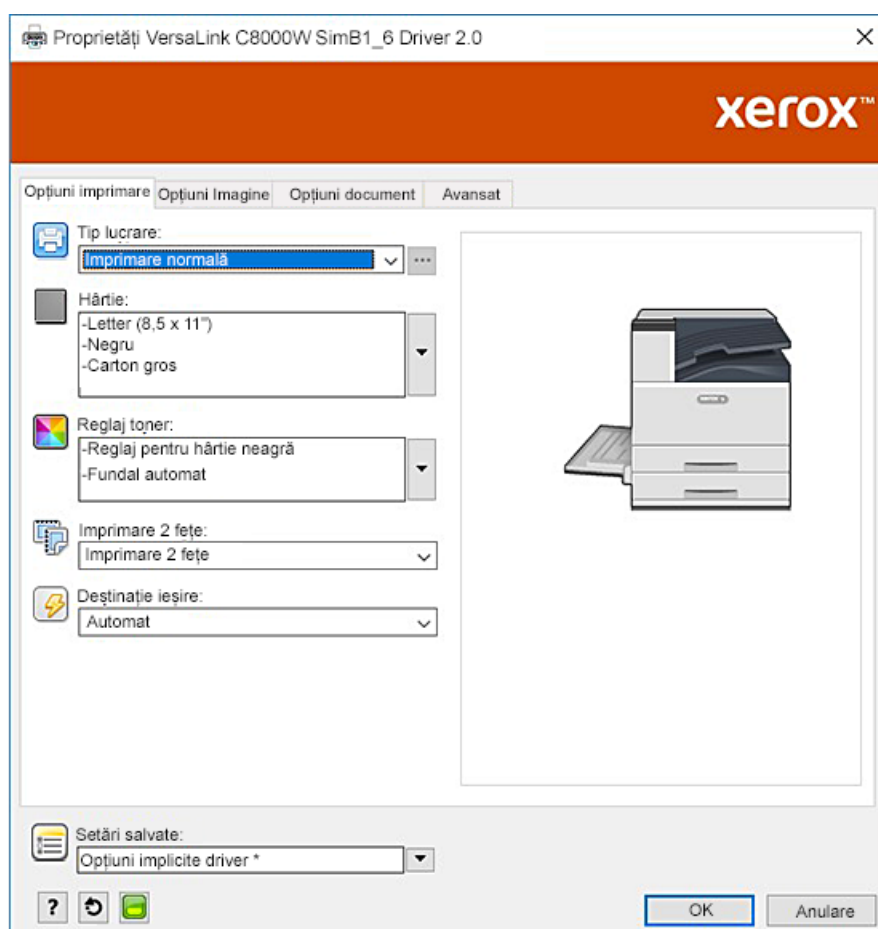 Proprietăți VersaLink C8000W SimB1_6 Driver 2.0
xerox™
Opțiuni imprimare Opțiuni Imagine Opțiuni document Avansat
Tip lucrare:
Imprimare normală
Hârtie:
-Letter (8,5 x 11")
-Negru
-Carton gros
Reglaj toner:
-Reglaj pentru hârtie neagră
-Fundal automat
Imprimare 2 fețe:
Imprimare 2 fețe
Destinație ieșire:
Automat
Setări salvate:
Opțiuni implicite driver *
?
OK Anulare